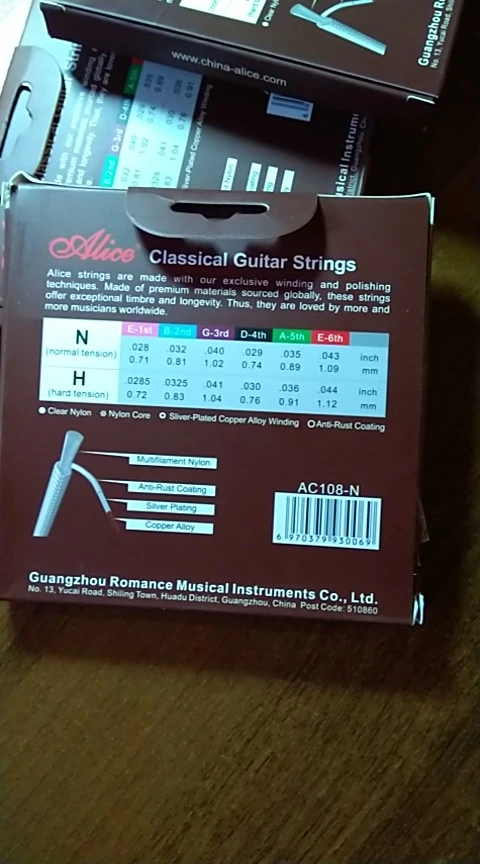 Guangzhou Ro
No. 13, Yucai Road, Shiling
www.china-alice.com
Alice Classical Guitar Strings
Alice strings are made with our exclusive winding and polishing
techniques. Made of premium materials sourced globally, these strings
offer exceptional timbre and longevity. Thus, they are loved by more and
more musicians worldwide.
E-1st B-2nd G-3rd D-4th A-5th E-6th
N .028 .032 .040 .029 .035 .043 inch
(normal tension) 0.71 0.81 1.02 0.74 0.89 1.09 mm
H .0285 .0325 .041 .030 .036 .044 inch
(hard tension) 0.72 0.83 1.04 0.76 0.91 1.12 mm
Clear Nylon Nylon Core Sliver-Plated Copper Alloy Winding Anti-Rust Coating
Multifilament Nylon
Anti-Rust Coating
Silver Plating
Copper Alloy
AC108-N
6 970379 930069
Guangzhou Romance Musical Instruments Co., Ltd.
No. 13, Yucai Road, Shiling Town, Huadu District, Guangzhou, China Post Code: 510860